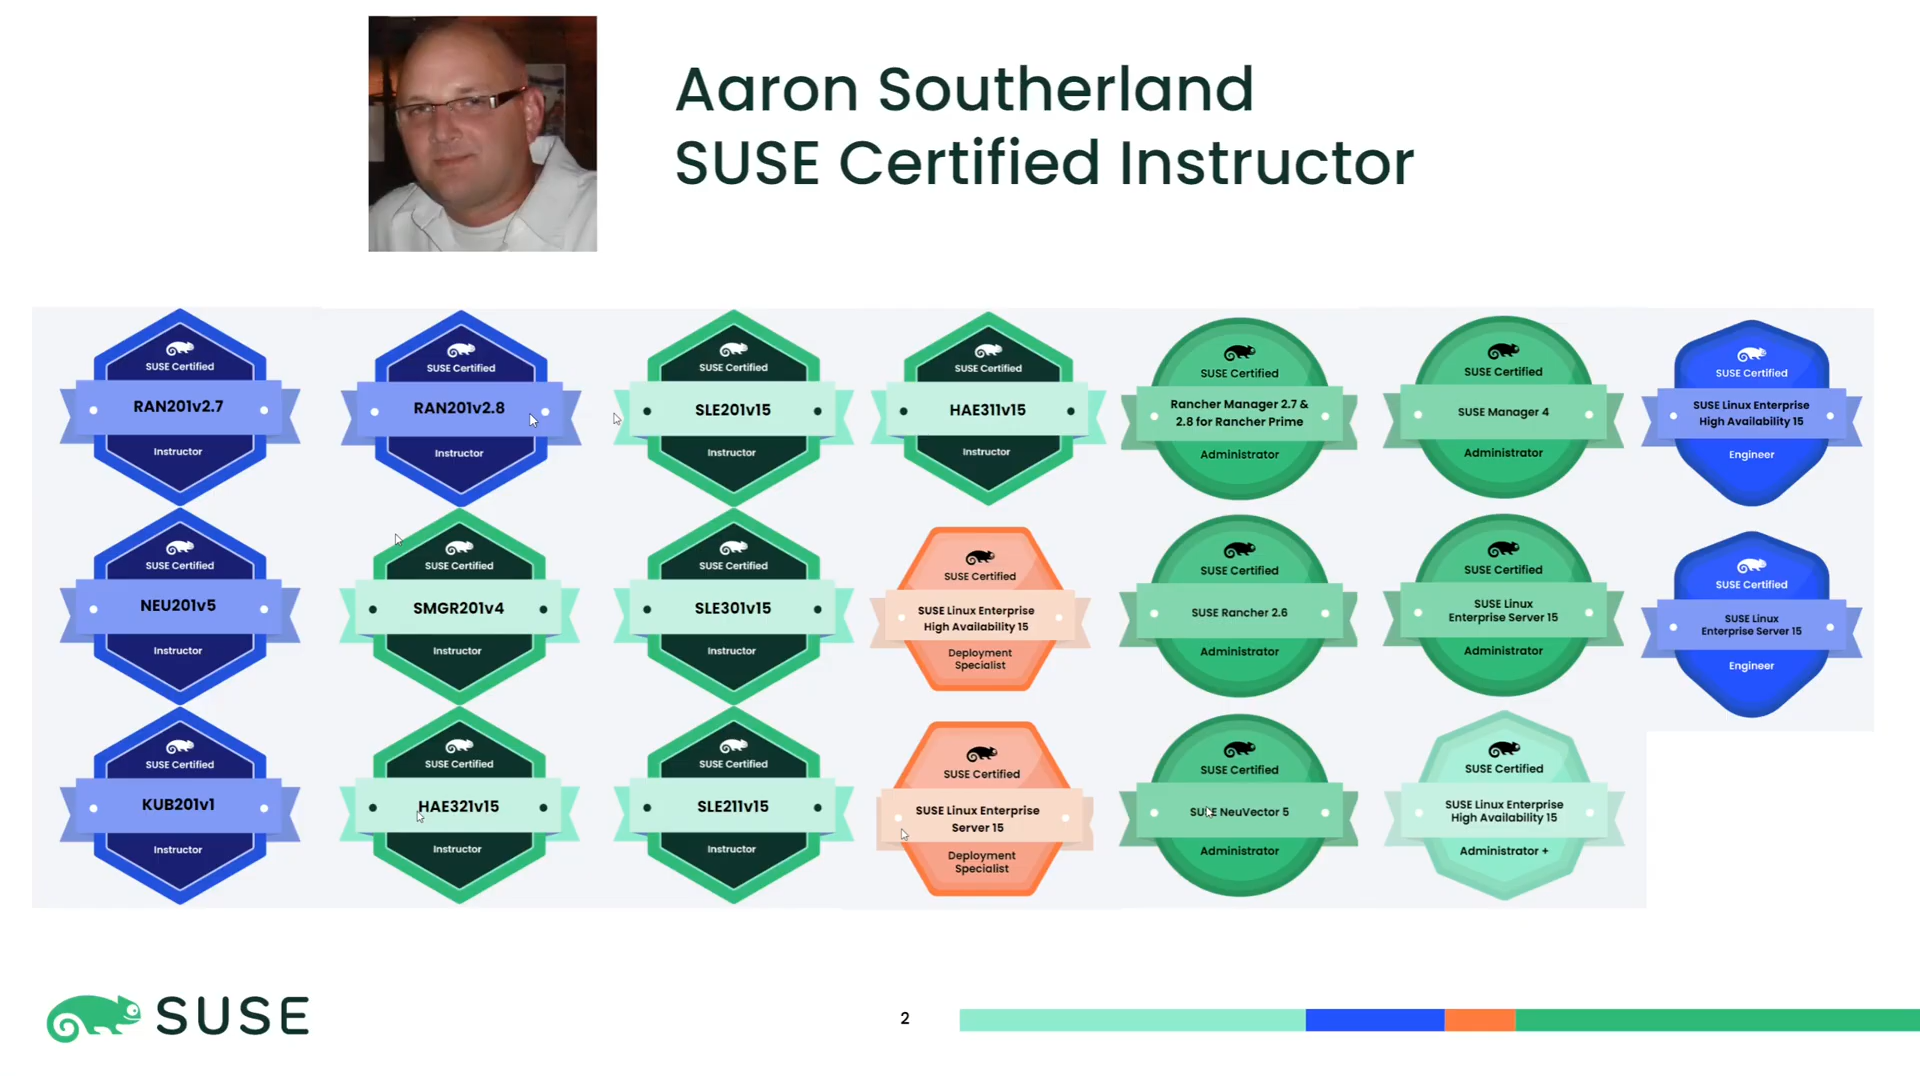 Aaron Southerland
SUSE Certified Instructor
SUSE Certified
RAN201v2.7
Instructor
SUSE Certified
RAN201v2.8
Instructor
SUSE Certified
SLE201v15
Instructor
SUSE Certified
HAE311v15
Instructor
SUSE Certified
Rancher Manager 2.7 &
2.8 for Rancher Prime
Administrator
SUSE Certified
SUSE Manager 4
Administrator
SUSE Certified
SUSE Linux Enterprise
High Availability 15
Engineer
SUSE Certified
NEU201v5
Instructor
SUSE Certified
SMGR201v4
Instructor
SUSE Certified
SLE301v15
Instructor
SUSE Certified
SUSE Linux Enterprise
High Availability 15
Deployment
Specialist
SUSE Certified
SUSE Rancher 2.6
Administrator
SUSE Certified
SUSE Linux
Enterprise Server 15
Administrator
SUSE Certified
SUSE Linux
Enterprise Server 15
Engineer
SUSE Certified
KUB201v1
Instructor
SUSE Certified
HAE321v15
Instructor
SUSE Certified
SLE211v15
Instructor
SUSE Certified
SUSE Linux Enterprise
Server 15
Deployment
Specialist
SUSE Certified
SUSE NeuVector 5
Administrator
SUSE Certified
SUSE Linux Enterprise
High Availability 15
Administrator +
SUSE
2